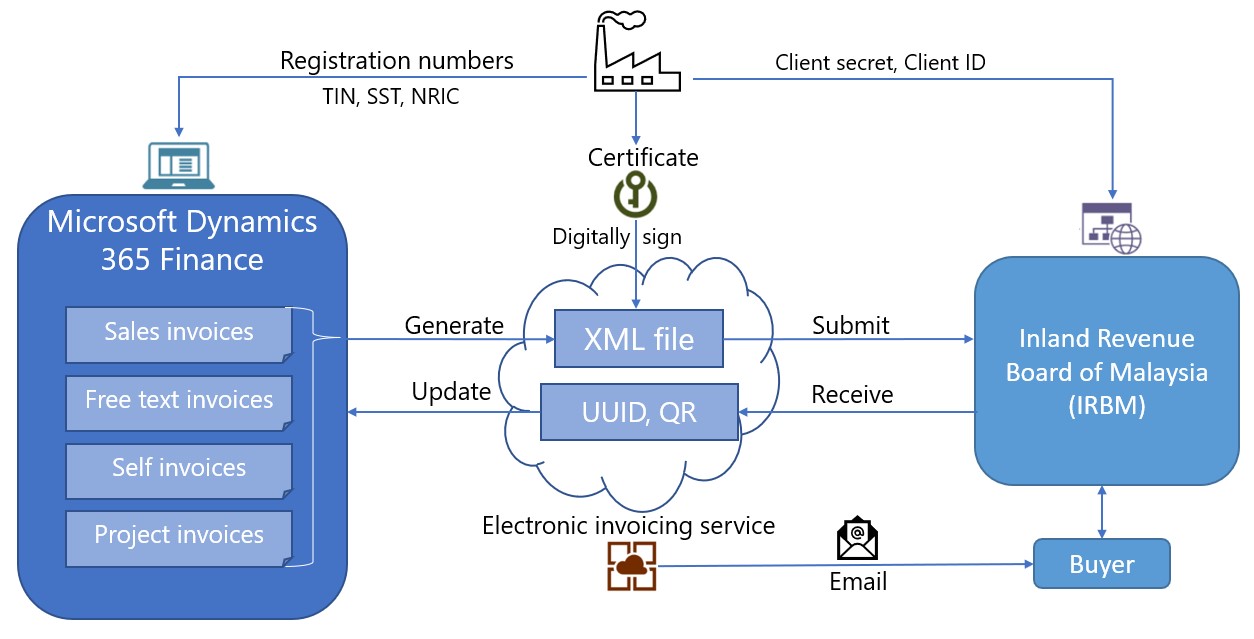 Registration numbers
TIN, SST, NRIC
Client secret, Client ID
Certificate
Digitally sign
Microsoft Dynamics
365 Finance
Sales invoices
Free text invoices
Self invoices
Project invoices
Generate
XML file
Submit
Update
UUID, QR
Receive
Inland Revenue
Board of Malaysia
(IRBM)
Electronic invoicing service
@
Email
Buyer